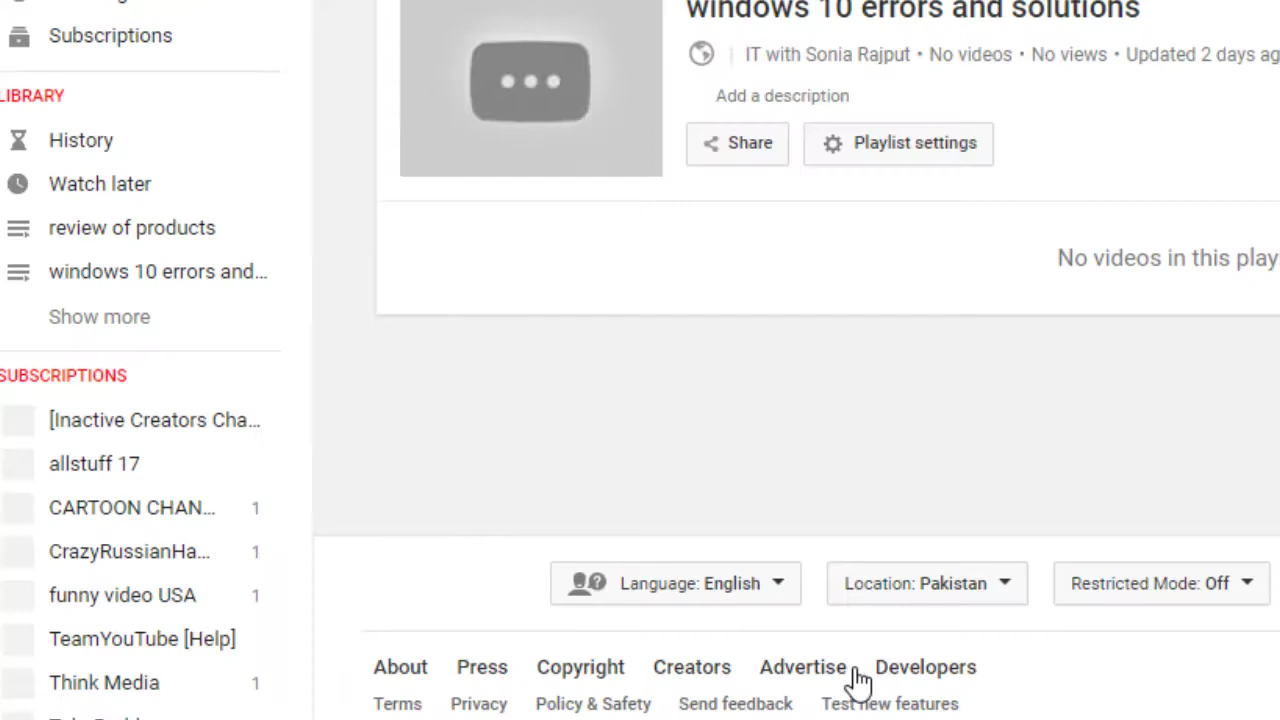 Subscriptions
LIBRARY
History
Watch later
review of products
windows 10 errors and...
Show more
SUBSCRIPTIONS
[Inactive Creators Cha...
allstuff 17
CARTOON CHAN... 1
CrazyRussianHa... 1
funny video USA 1
TeamYouTube [Help]
Think Media 1
windows 10 errors and solutions
IT with Sonia Rajput • No videos • No views • Updated 2 days ag
Add a description
Share Playlist settings
No videos in this play
Language: English Location: Pakistan Restricted Mode: Off
About Press Copyright Creators Advertise Developers
Terms Privacy Policy & Safety Send feedback Test new features